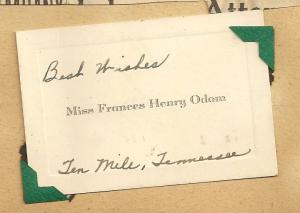 Best Wishes
Miss Frances Henry Odom
Ten Mile, Tennessee